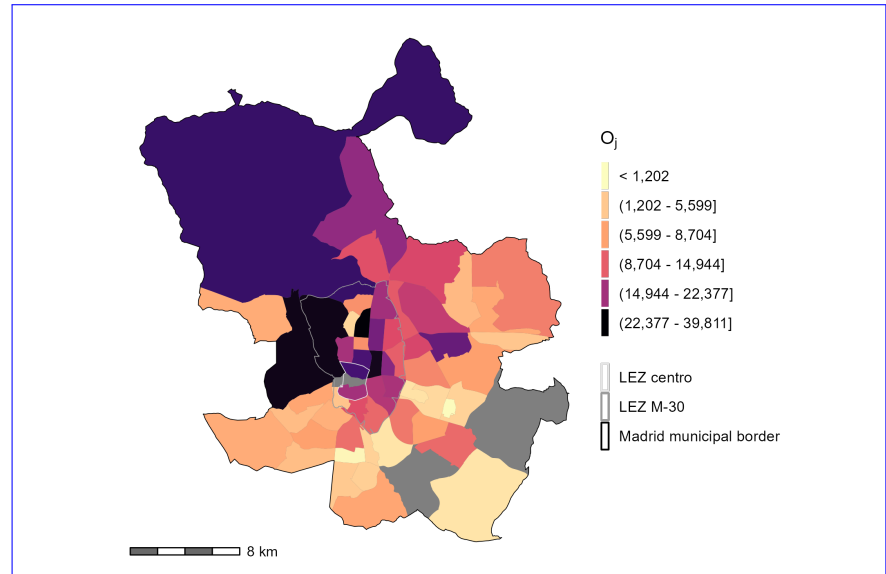 Oj
< 1,202
(1,202 - 5,599]
(5,599 - 8,704]
(8,704 - 14,944]
(14,944 - 22,377]
(22,377 - 39,811]
LEZ centro
LEZ M-30
Madrid municipal border
8 km